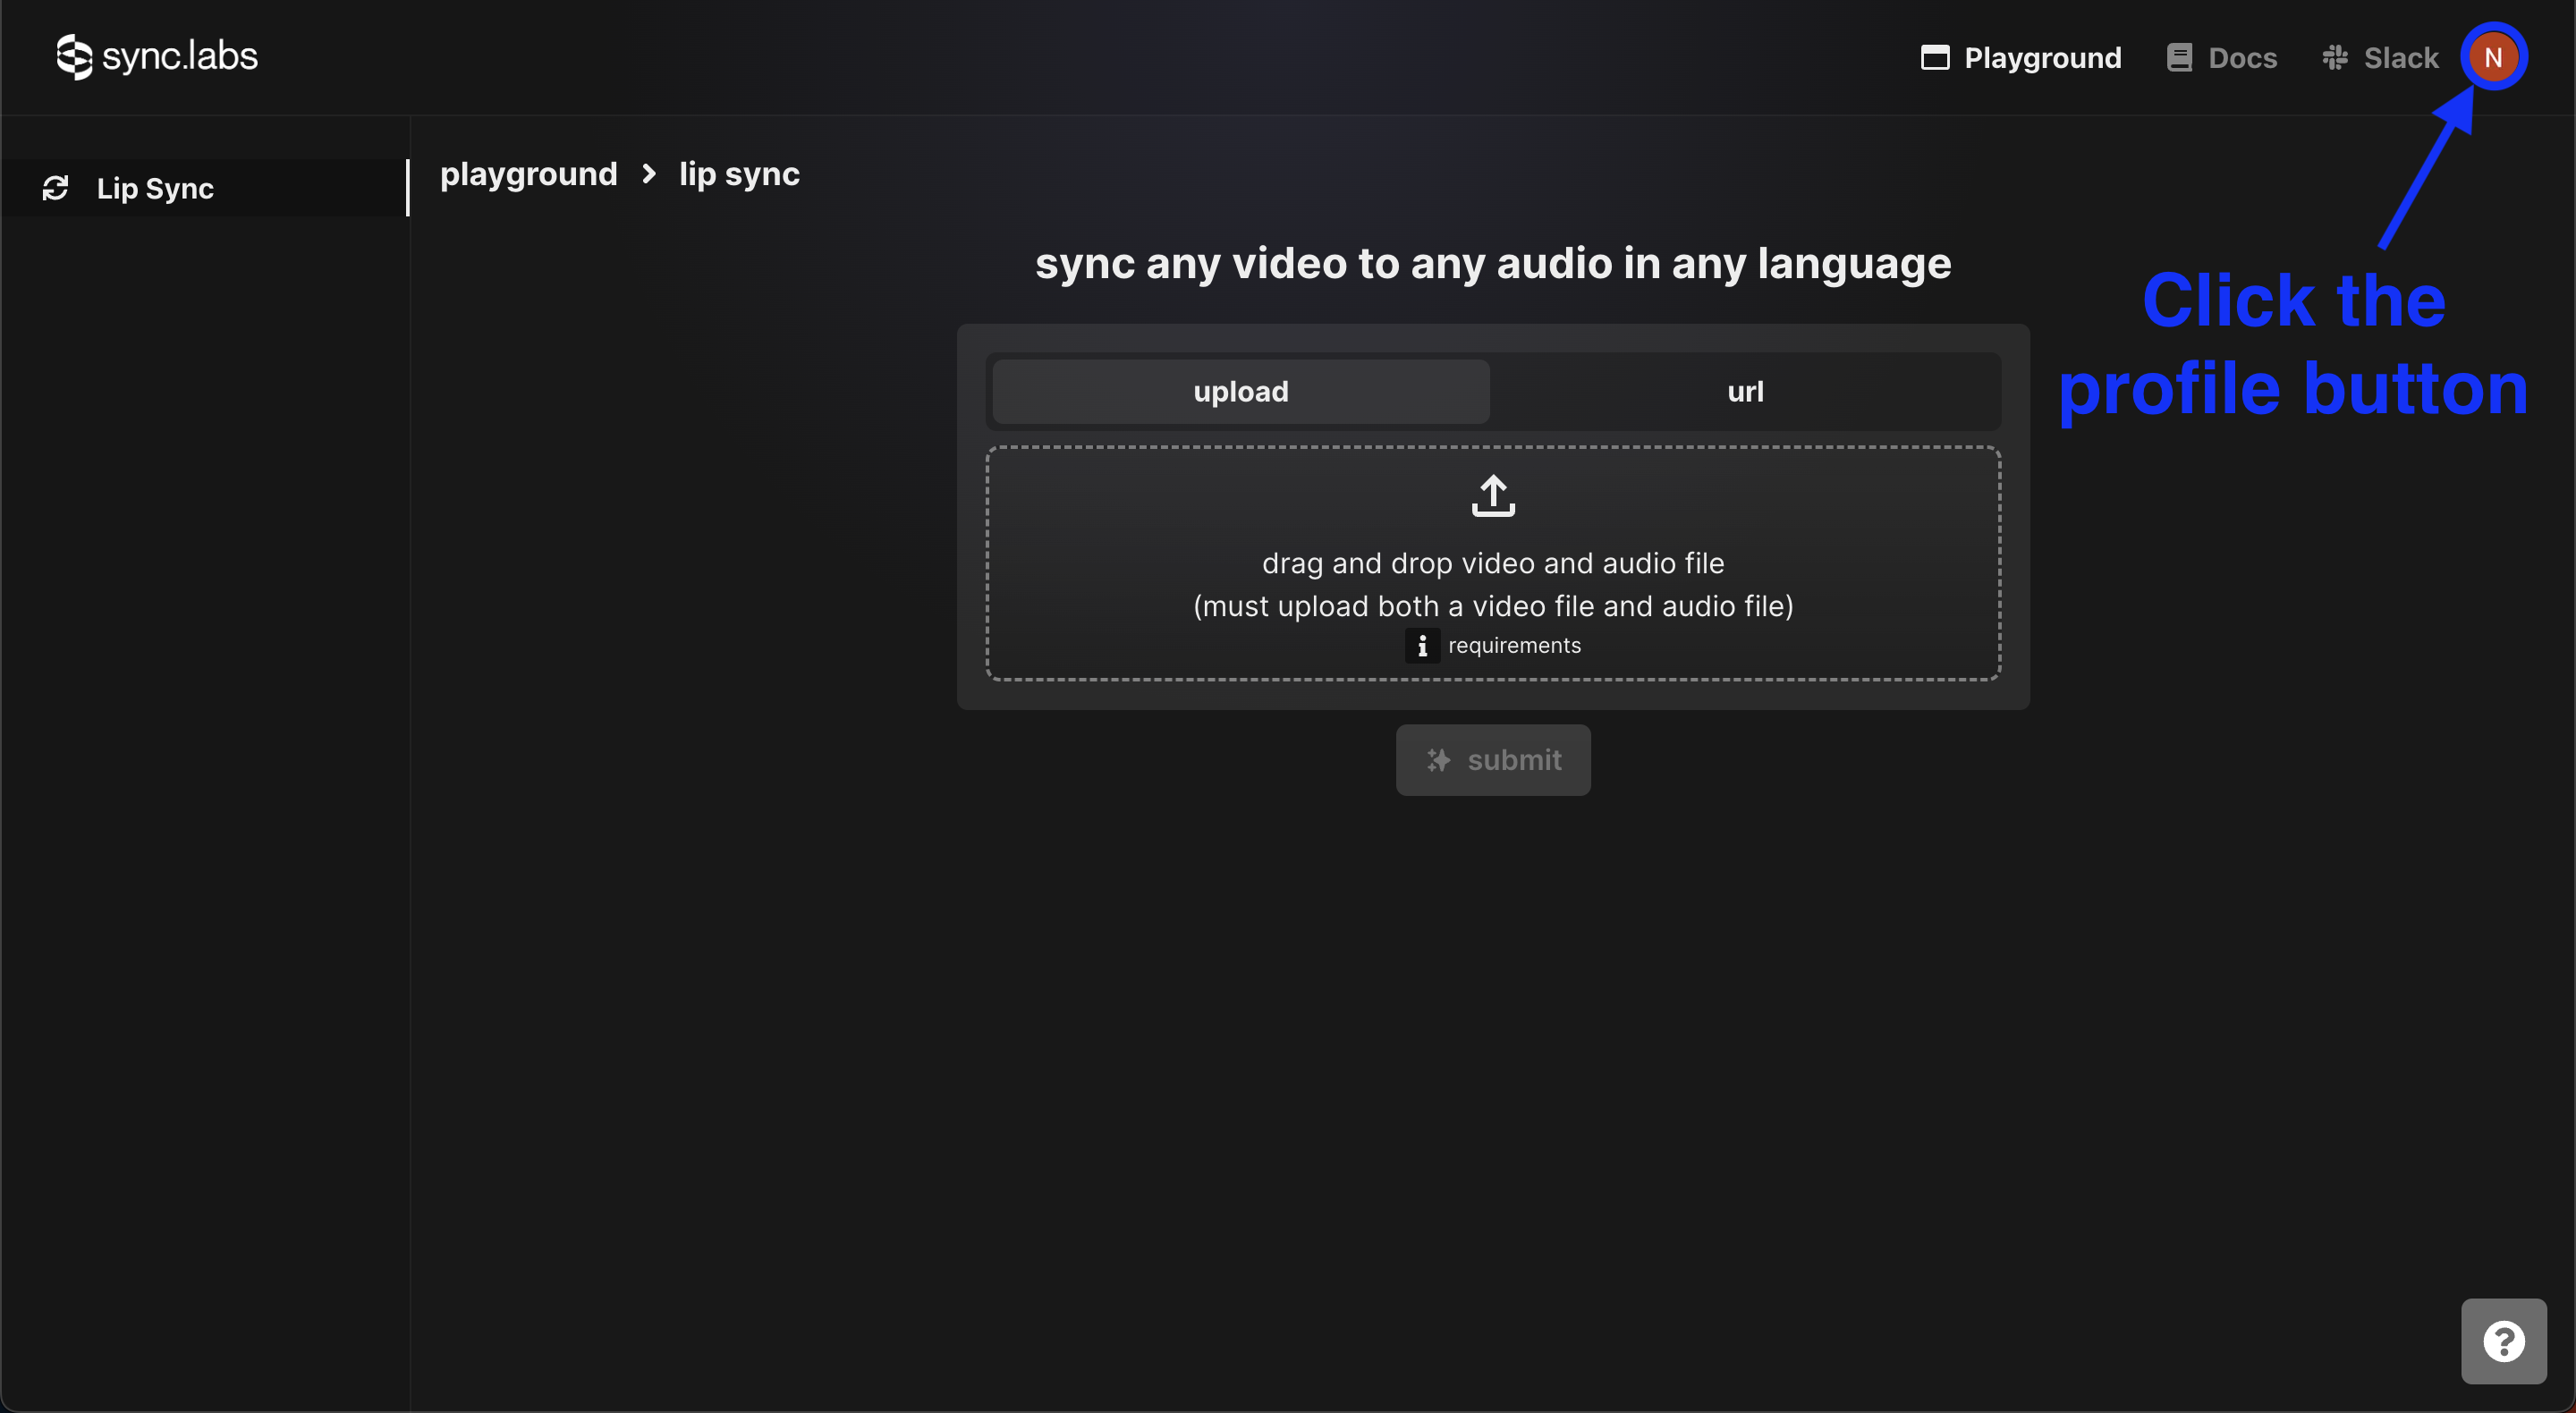 sync.labs
Playground
Docs
Slack
N
Lip Sync
playground > lip sync
sync any video to any audio in any language
Click the
profile button
upload
url
drag and drop video and audio file
(must upload both a video file and audio file)
i requirements
submit
?